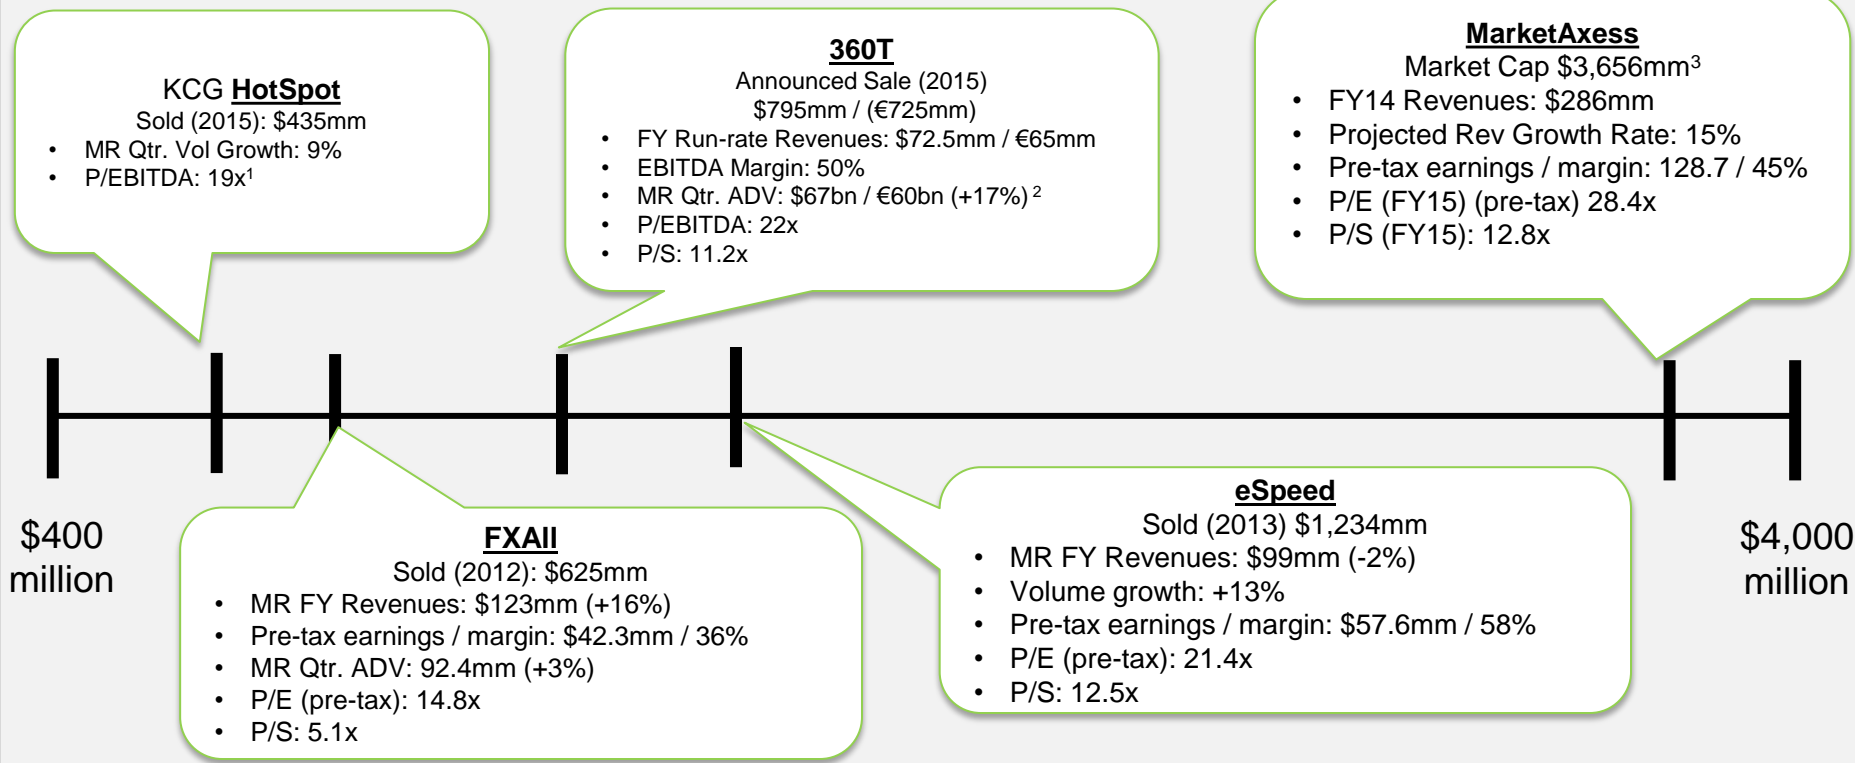 KCG HotSpot
Sold (2015): $435mm
• MR Qtr. Vol Growth: 9%
• P/EBITDA: 19x¹
360T
Announced Sale (2015)
$795mm / (€725mm)
• FY Run-rate Revenues: $72.5mm / €65mm
• EBITDA Margin: 50%
• MR Qtr. ADV: $67bn / €60bn (+17%) ²
• P/EBITDA: 22x
• P/S: 11.2x
MarketAxess
Market Cap $3,656mm³
• FY14 Revenues: $286mm
• Projected Rev Growth Rate: 15%
• Pre-tax earnings / margin: 128.7 / 45%
• P/E (FY15) (pre-tax) 28.4x
• P/S (FY15): 12.8x
$400
million
FXAll
Sold (2012): $625mm
• MR FY Revenues: $123mm (+16%)
• Pre-tax earnings / margin: $42.3mm / 36%
• MR Qtr. ADV: 92.4mm (+3%)
• P/E (pre-tax): 14.8x
• P/S: 5.1x
eSpeed
Sold (2013) $1,234mm
• MR FY Revenues: $99mm (-2%)
• Volume growth: +13%
• Pre-tax earnings / margin: $57.6mm / 58%
• P/E (pre-tax): 21.4x
• P/S: 12.5x
$4,000
million